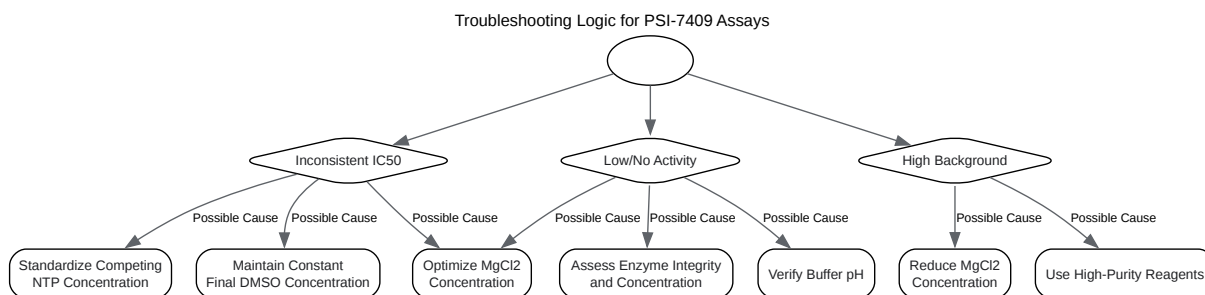 Troubleshooting Logic for PSI-7409 Assays
Inconsistent IC50
Low/No Activity
High Background
Possible Cause
Possible Cause
Possible Cause
Possible Cause
Possible Cause
Possible Cause
Possible Cause
Possible Cause
Standardize Competing
NTP Concentration
Maintain Constant
Final DMSO Concentration
Optimize MgCl2
Concentration
Assess Enzyme Integrity
and Concentration
Verify Buffer pH
Reduce MgCl2
Concentration
Use High-Purity Reagents